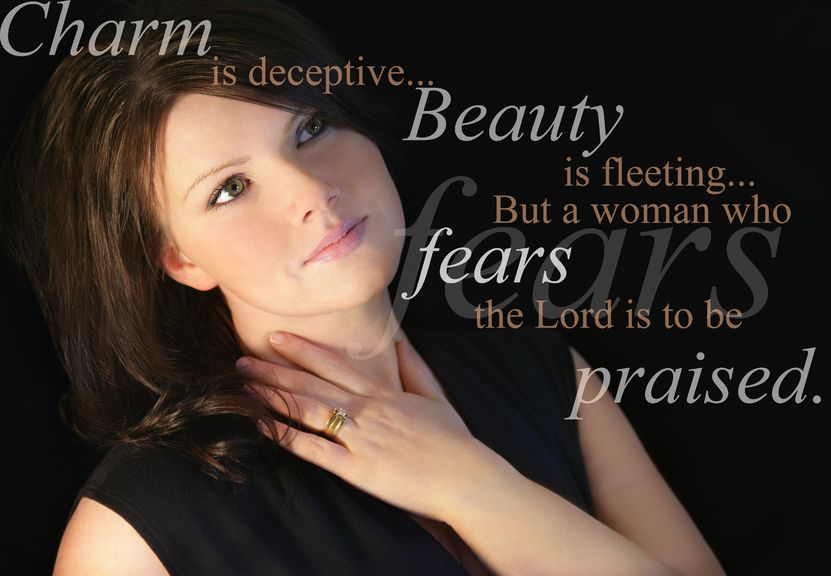 Charm
is deceptive...
Beauty
is fleeting...
But a woman who
fears
fears
the Lord is to be
praised.